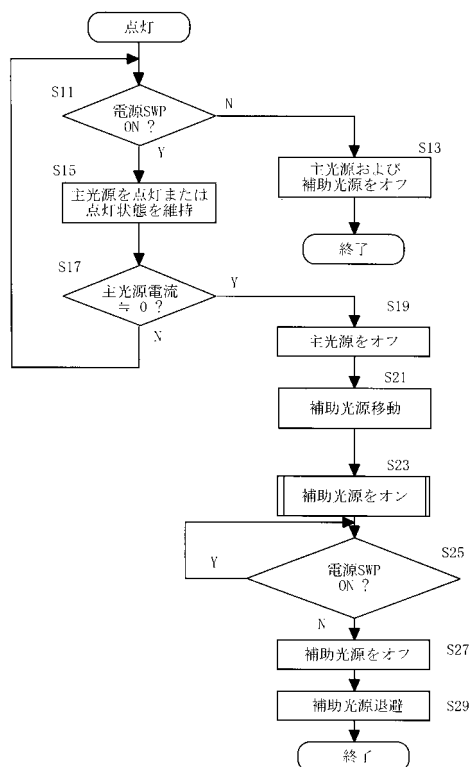 点灯
S11
電源SWP
ON ?
N
Y
S13
主光源および
補助光源をオフ
終了
S15
主光源を点灯または
点灯状態を維持
S17
主光源電流
≒ 0 ?
Y
N
S19
主光源をオフ
S21
補助光源移動
S23
補助光源をオン
S25
電源SWP
ON ?
Y
N
補助光源をオフ
S27
補助光源退避
S29
終了